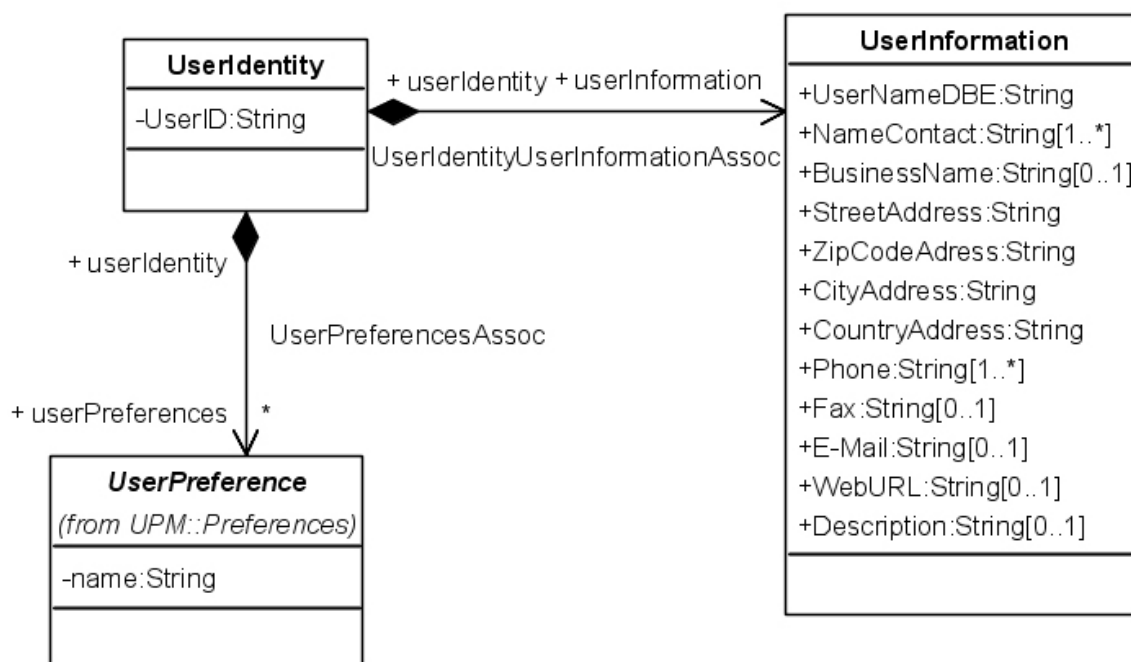 UserIdentity
-UserID:String
+ userIdentity
+ userInformation
UserIdentityUserInformationAssoc
+ userIdentity
UserPreferencesAssoc
+ userPreferences
*
UserPreference
(from UPM::Preferences)
-name:String
UserInformation
+UserNameDBE:String
+NameContact:String[1..*]
+BusinessName:String[0..1]
+StreetAddress:String
+ZipCodeAdress:String
+CityAddress:String
+CountryAddress:String
+Phone:String[1..*]
+Fax:String[0..1]
+E-Mail:String[0..1]
+WebURL:String[0..1]
+Description:String[0..1]